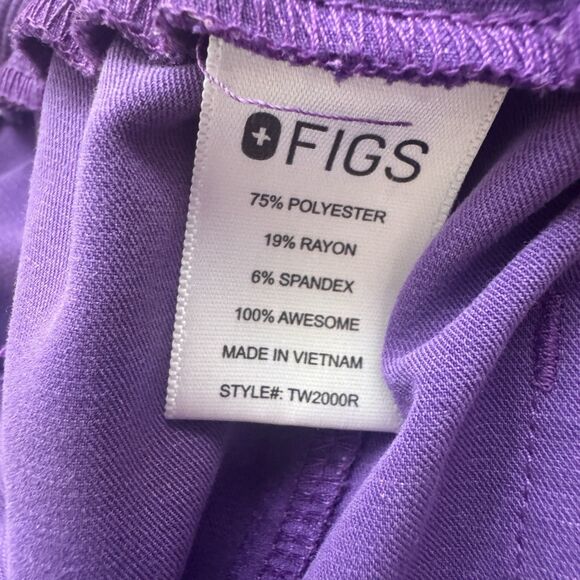 FIGS
75% POLYESTER
19% RAYON
6% SPANDEX
100% AWESOME
MADE IN VIETNAM
STYLE#: TW2000R